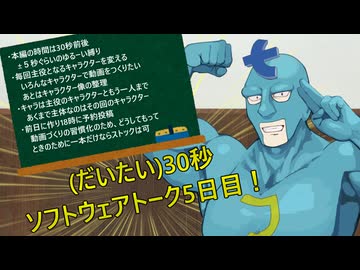 ・本編の時間は30秒前後
±５秒ぐらいのゆるーい縛り
・毎回主役となるキャラクターを変える
いろんなキャラクターで動画をつくりたい
あとはキャラクター像の整理
・キャラは主役のキャラクターともう一人まで
あくまで主体なのはその回のキャラクター
・前日に作り18時に予約投稿
動画づくりの習慣化のため、どうしてもって
ときのために一本だけならストックは可
七
(だいたい)30秒
ソフトウェアトーク5日目！
フ